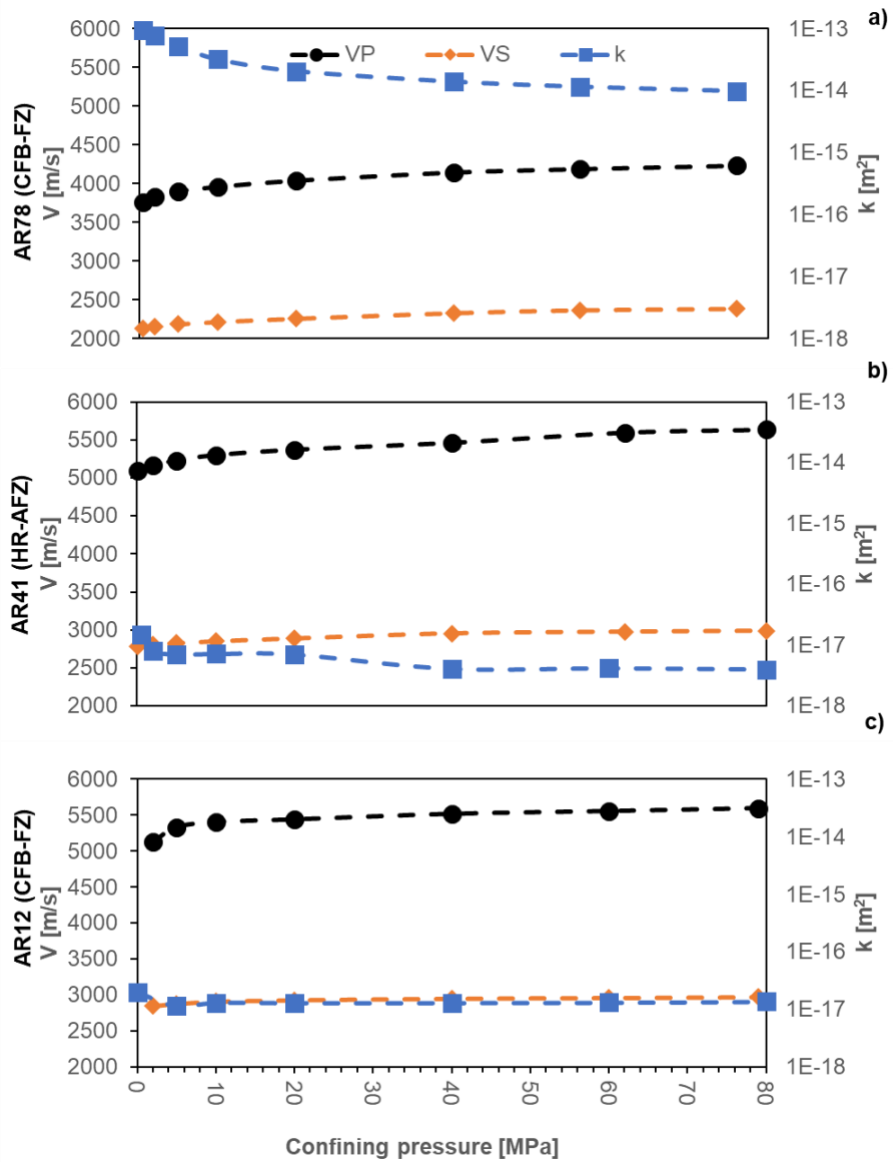 a)
VP VS k
AR78 (CFB-FZ)
V [m/s]
6000
5500
5000
4500
4000
3500
3000
2500
2000
1E-13
1E-14
1E-15
1E-16
1E-17
1E-18
k [m²]
b)
AR41 (HR-AFZ)
V [m/s]
6000
5500
5000
4500
4000
3500
3000
2500
2000
1E-13
1E-14
1E-15
1E-16
1E-17
1E-18
k [m²]
c)
AR12 (CFB-FZ)
V [m/s]
6000
5500
5000
4500
4000
3500
3000
2500
2000
1E-13
1E-14
1E-15
1E-16
1E-17
1E-18
k [m²]
0 10 20 30 40 50 60 70 80
Confining pressure [MPa]